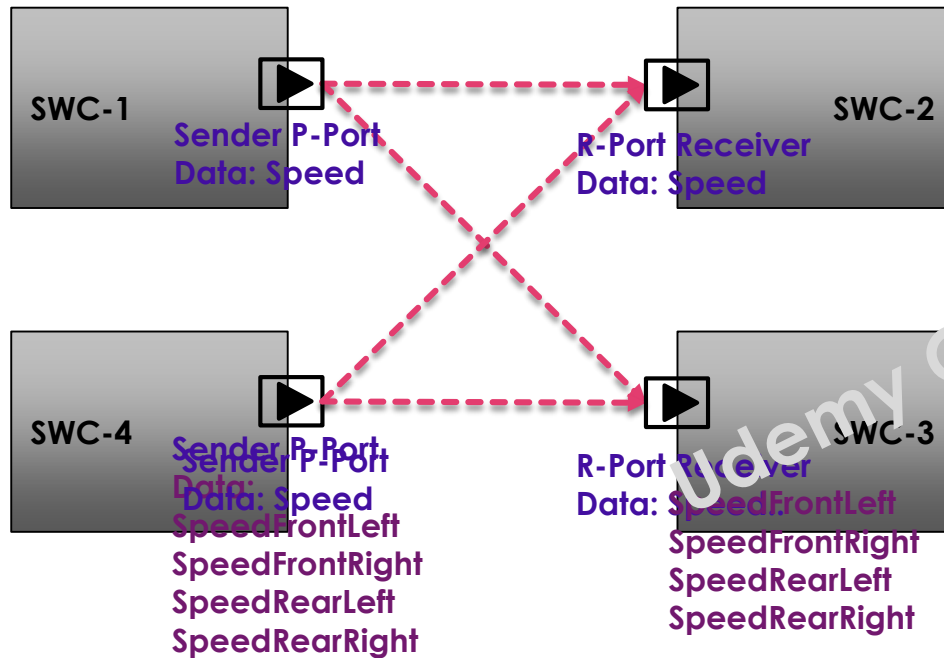 SWC-1
Sender P-Port
Data: Speed
SWC-2
R-Port Receiver
Data: Speed
SWC-4
Sender P-Port
Data:
SpeedFrontLeft
SpeedFrontRight
SpeedRearLeft
SpeedRearRight
Sender P-Port
Data: Speed
SWC-3
R-Port Receiver
Data: Speed
SpeedFrontLeft
SpeedFrontRight
SpeedRearLeft
SpeedRearRight
Udemy